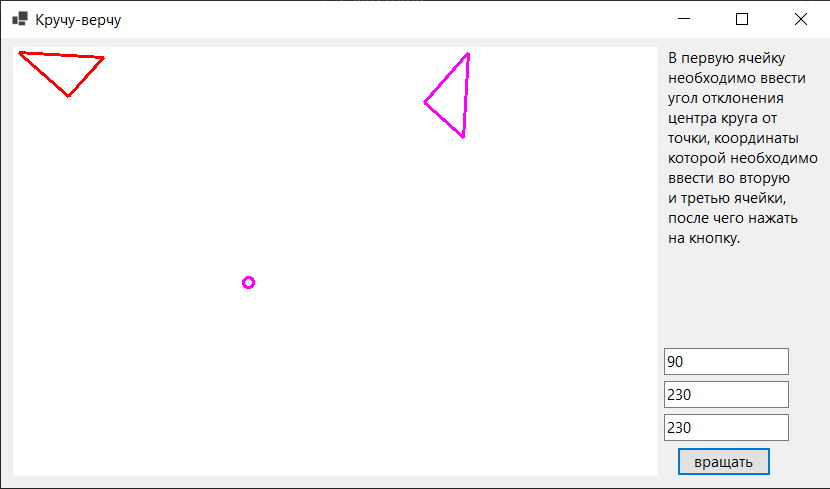 Кручу-верчу
В первую ячейку
необходимо ввести
угол отклонения
центра круга от
точки, координаты
которой необходимо
ввести во вторую
и третью ячейки,
после чего нажать
на кнопку.
90
230
230
вращать